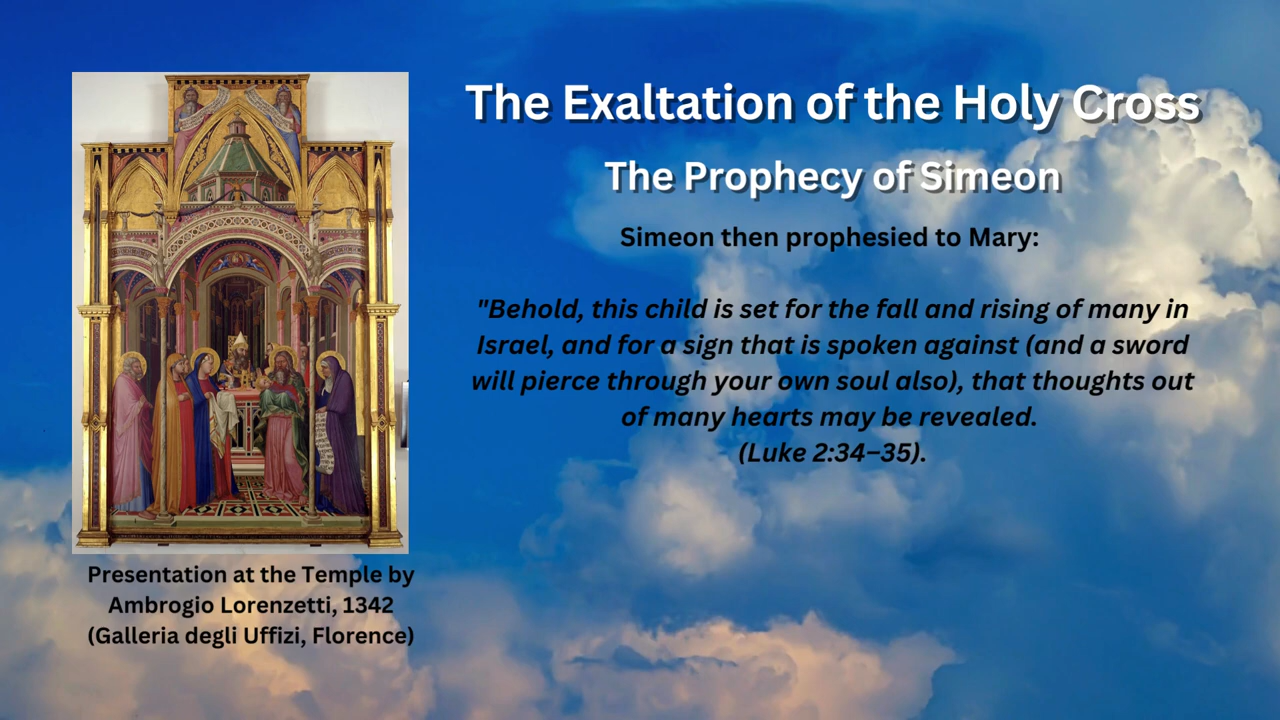 The Exaltation of the Holy Cross
The Prophecy of Simeon
Simeon then prophesied to Mary:
"Behold, this child is set for the fall and rising of many in
Israel, and for a sign that is spoken against (and a sword
will pierce through your own soul also), that thoughts out
of many hearts may be revealed.
(Luke 2:34–35).
Presentation at the Temple by
Ambrogio Lorenzetti, 1342
(Galleria degli Uffizi, Florence)